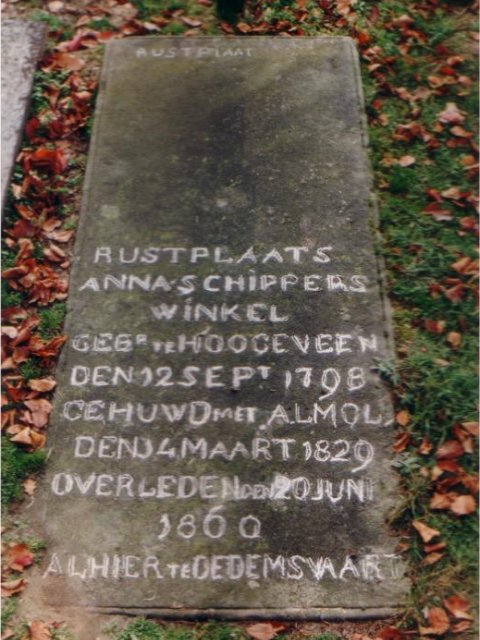 RUSTPLAAT
RUSTPLAATS
ANNA·SCHIPPERS
WINKEL
GEBR TE HOOGEVEEN
DEN 12 SEPT 1798
GEHUWD MET A.L MOL
DEN 14 MAART 1829
OVERLEDEN DEN 20 JUNI
1860
ALHIER TE DEDEMSVAART